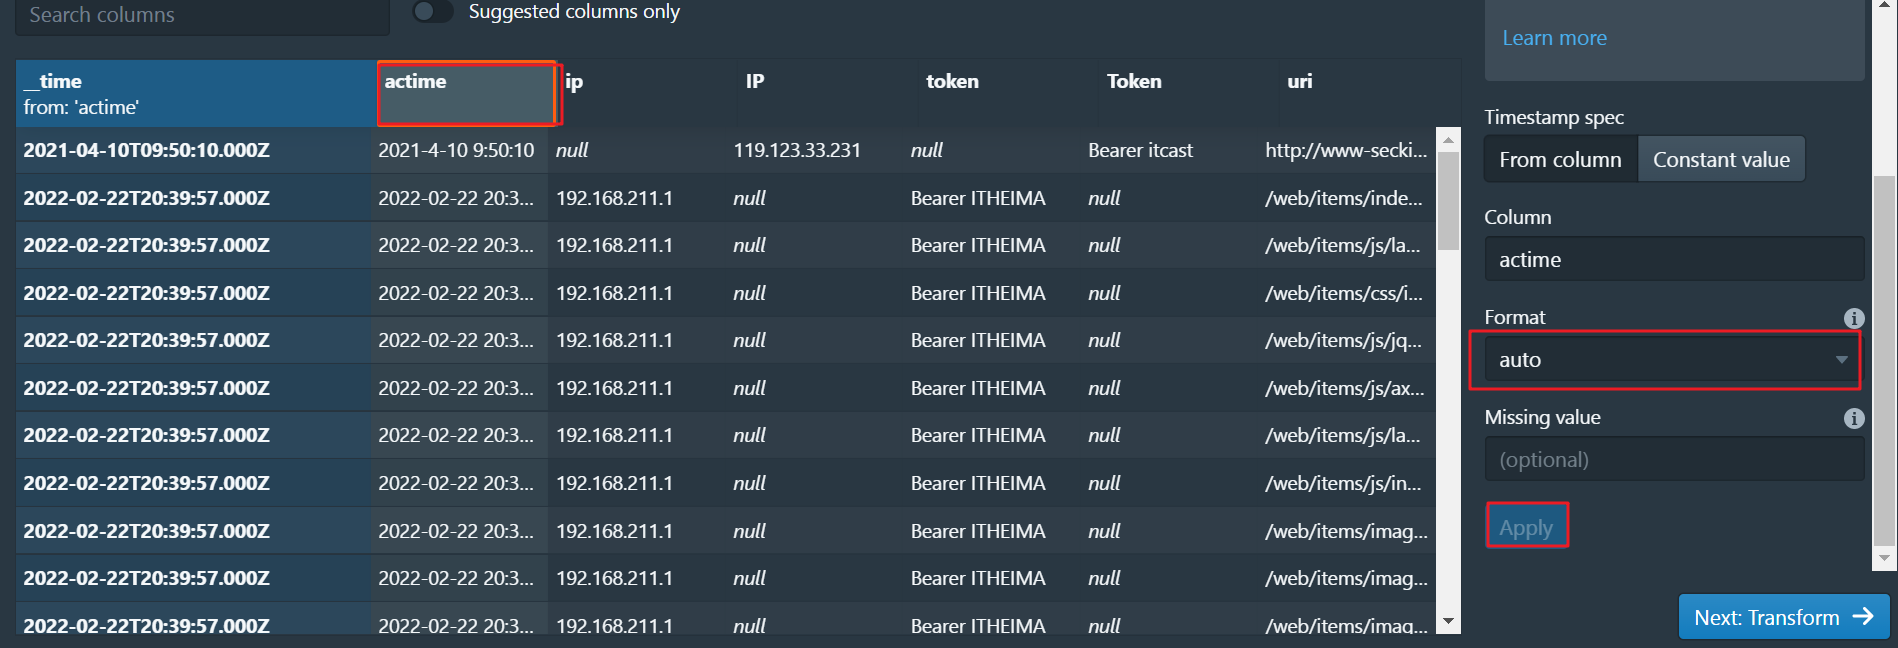 Search columns
Suggested columns only
Learn more
__time
from: 'actime'
actime
ip
IP
token
Token
uri
2021-04-10T09:50:10.000Z 2021-4-10 9:50:10 null 119.123.33.231 null Bearer itcast http://www-secki...
2022-02-22T20:39:57.000Z 2022-02-22 20:3... 192.168.211.1 null Bearer ITHEIMA null /web/items/inde...
2022-02-22T20:39:57.000Z 2022-02-22 20:3... 192.168.211.1 null Bearer ITHEIMA null /web/items/js/la...
2022-02-22T20:39:57.000Z 2022-02-22 20:3... 192.168.211.1 null Bearer ITHEIMA null /web/items/css/i...
2022-02-22T20:39:57.000Z 2022-02-22 20:3... 192.168.211.1 null Bearer ITHEIMA null /web/items/js/jq...
2022-02-22T20:39:57.000Z 2022-02-22 20:3... 192.168.211.1 null Bearer ITHEIMA null /web/items/js/ax...
2022-02-22T20:39:57.000Z 2022-02-22 20:3... 192.168.211.1 null Bearer ITHEIMA null /web/items/js/la...
2022-02-22T20:39:57.000Z 2022-02-22 20:3... 192.168.211.1 null Bearer ITHEIMA null /web/items/js/in...
2022-02-22T20:39:57.000Z 2022-02-22 20:3... 192.168.211.1 null Bearer ITHEIMA null /web/items/imag...
2022-02-22T20:39:57.000Z 2022-02-22 20:3... 192.168.211.1 null Bearer ITHEIMA null /web/items/imag...
2022-02-22T20:39:57.000Z 2022-02-22 20:3... 192.168.211.1 null Bearer ITHEIMA null /web/items/imag...
Timestamp spec
From column
Constant value
Column
actime
Format
auto
Missing value
(optional)
Apply
Next: Transform